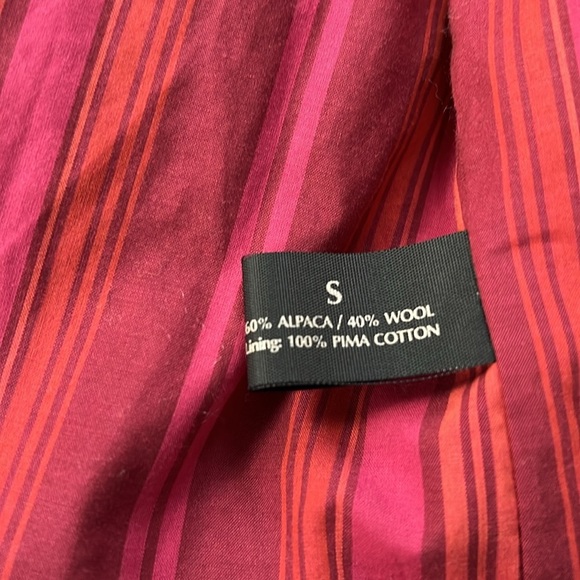 S
60% ALPACA / 40% WOOL
Lining: 100% PIMA COTTON